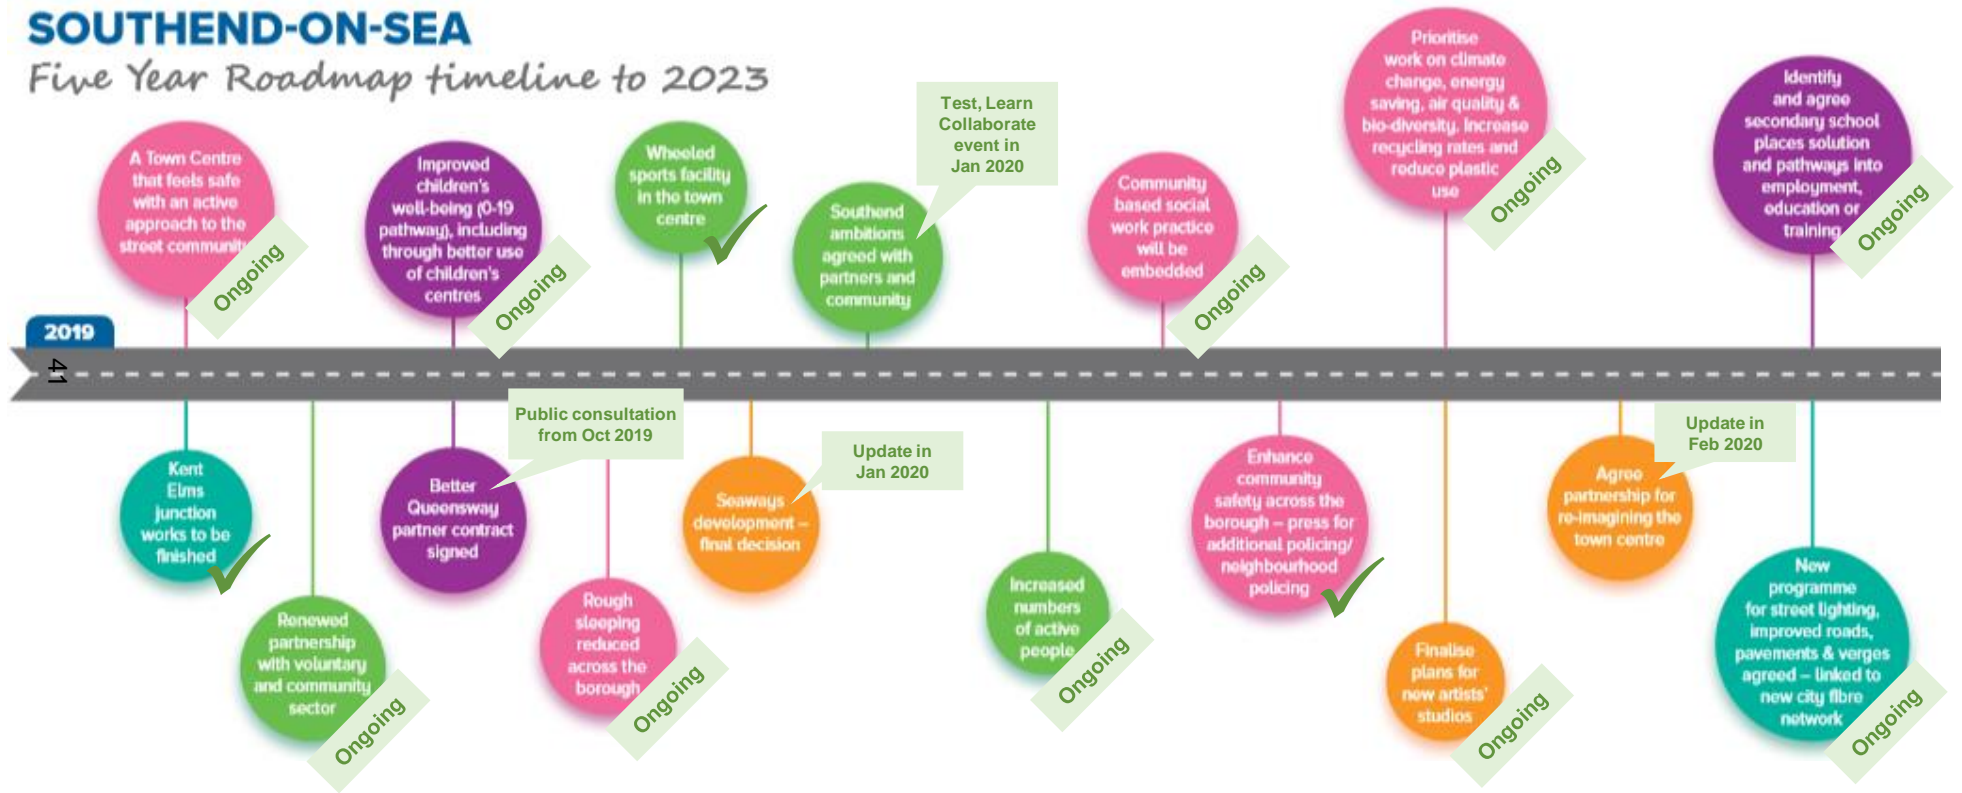 SOUTHEND-ON-SEA
Five Year Roadmap timeline to 2023
A Town Centre
that feels safe
with an active
approach to the
street community
Ongoing
Improved
children's
well-being (0-19
pathway), including
through better use
of children's
centres
Ongoing
Wheeled
sports facility
in the town
centre
Southend
ambitions
agreed with
partners and
community
Test, Learn
Collaborate
event in
Jan 2020
Community
based social
work practice
will be
embedded
Ongoing
Prioritise
work on climate
change, energy
saving, air quality &
bio-diversity. Increase
recycling rates and
reduce plastic
use
Ongoing
Identify
and agree
secondary school
places solution
and pathways into
employment,
education or
training
Ongoing
2019
41
Kent
Elms
junction
works to be
finished
Renewed
partnership
with voluntary
and community
sector
Ongoing
Better
Queensway
partner contract
signed
Public consultation
from Oct 2019
Rough
sleeping
reduced
across the
borough
Ongoing
Seaways
development –
final decision
Update in
Jan 2020
Increased
numbers
of active
people
Ongoing
Enhance
community
safety across the
borough – press for
additional policing/
neighbourhood
policing
Finalise
plans for
new artists'
studios
Ongoing
Agree
partnership for
re-imagining the
town centre
Update in
Feb 2020
New
programme
for street lighting,
improved roads,
pavements & verges
agreed – linked to
new city fibre
network
Ongoing